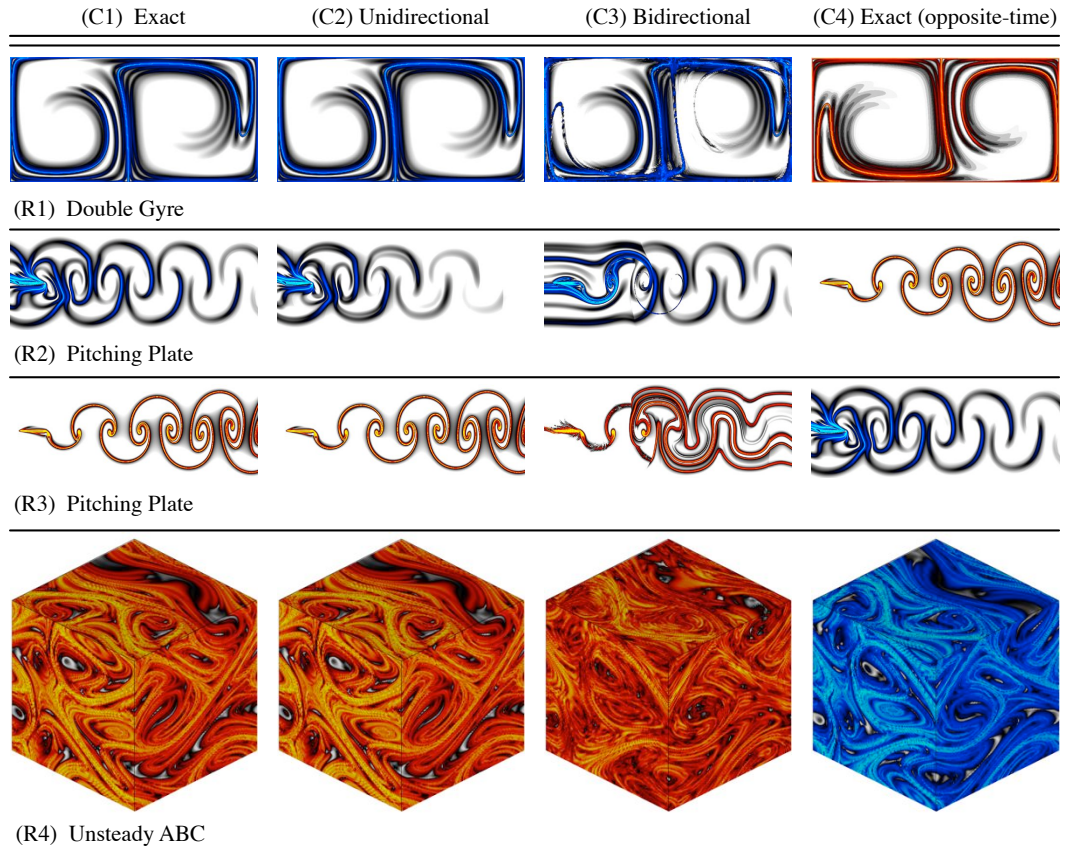 (C1) Exact
(C2) Unidirectional
(C3) Bidirectional
(C4) Exact (opposite-time)
(R1) Double Gyre
(R2) Pitching Plate
(R3) Pitching Plate
(R4) Unsteady ABC